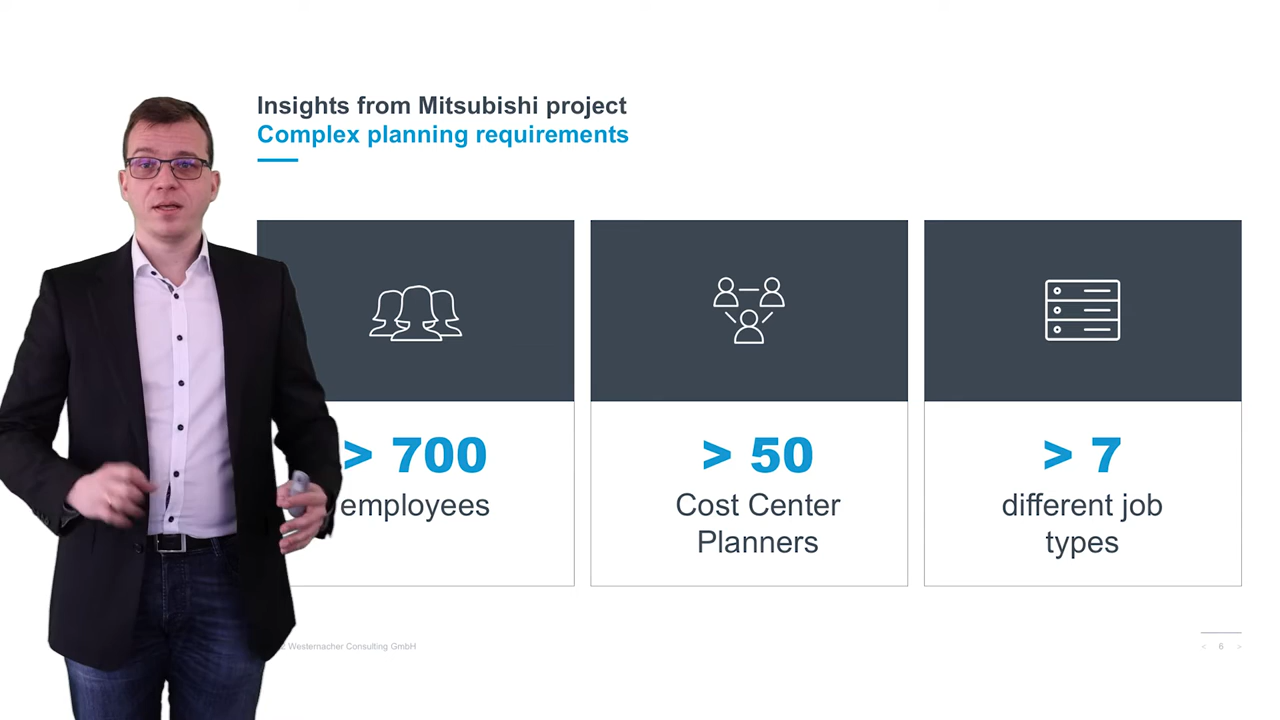 Insights from Mitsubishi project
Complex planning requirements
> 700
employees
> 50
Cost Center
Planners
> 7
different job
types
Westernacher Consulting GmbH
< 6 >